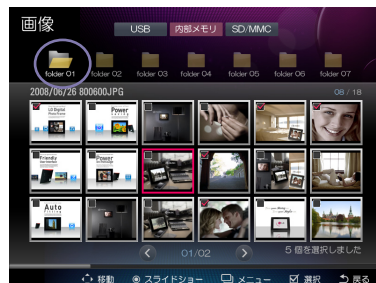 画像
USB 内部メモリ SD/MMC
folder 01 folder 02 folder 03 folder 04 folder 05 folder 06 folder 07
2008/06/26 800600JPG 08 / 18
LG Digital
Power
Friendly
Power
Auto
01/02
5 個を選択しました
移動 スライドショー メニュー 選択 戻る